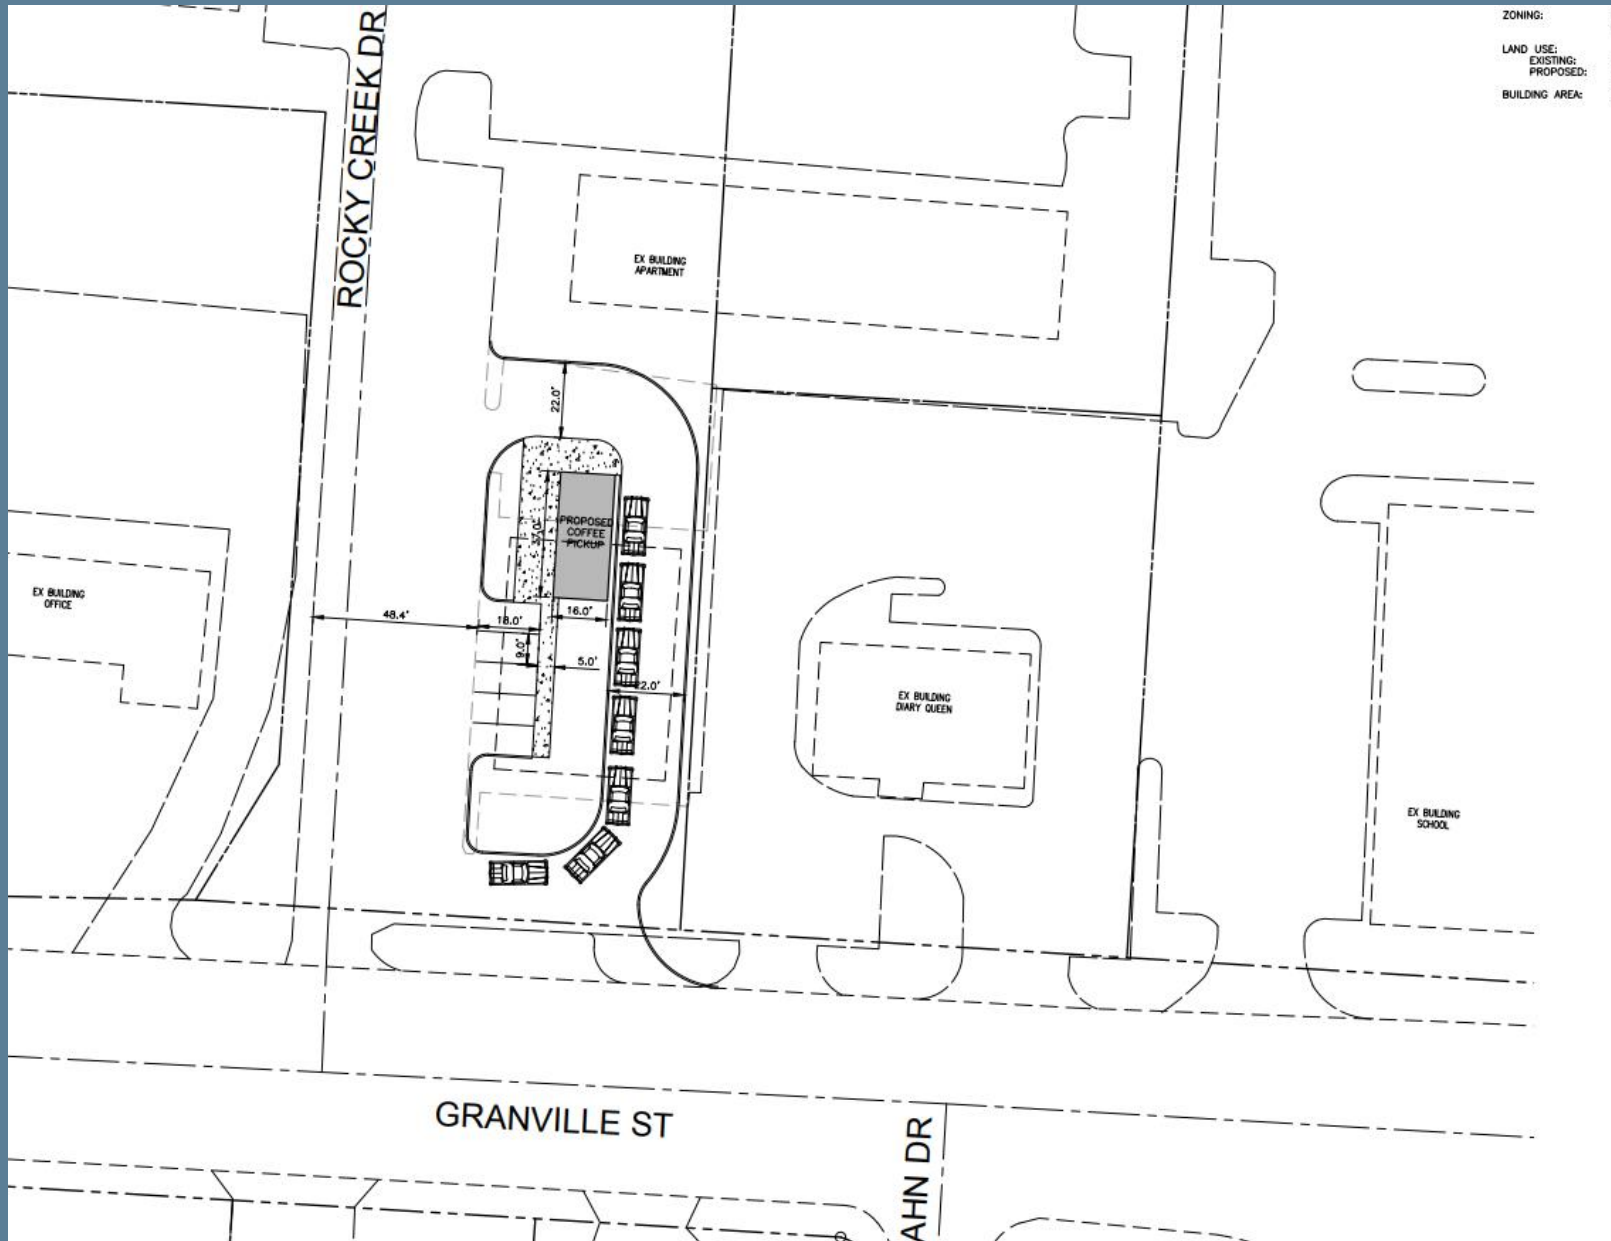 ZONING:
LAND USE:
EXISTING:
PROPOSED:
BUILDING AREA:
ROCKY CREEK DR
EX BUILDING
APARTMENT
22.0'
PROPOSED
COFFEE
PICKUP
37.0'
EX BUILDING
OFFICE
48.4'
18.0'
16.0'
9.0'
5.0'
22.0'
EX BUILDING
DIARY QUEEN
EX BUILDING
SCHOOL
GRANVILLE ST
AHN DR